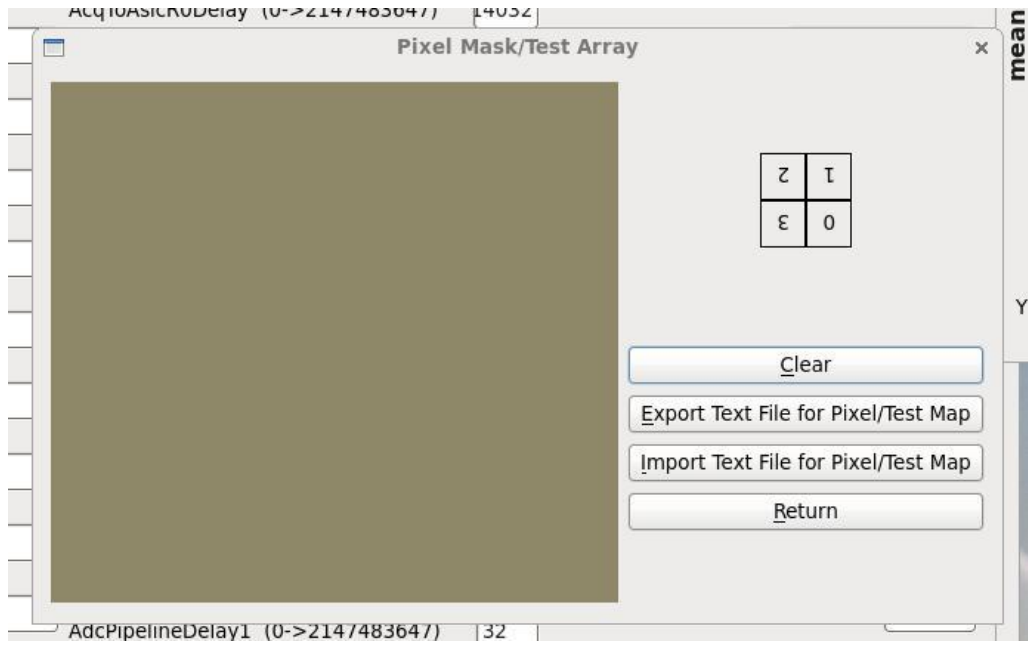 AcqToAsicR0Delay (0->2147483647) 14032
Pixel Mask/Test Array
mean
2 1
3 0
Y
Clear
Export Text File for Pixel/Test Map
Import Text File for Pixel/Test Map
Return
AdcPipelineDelay1 (0->2147483647) 32